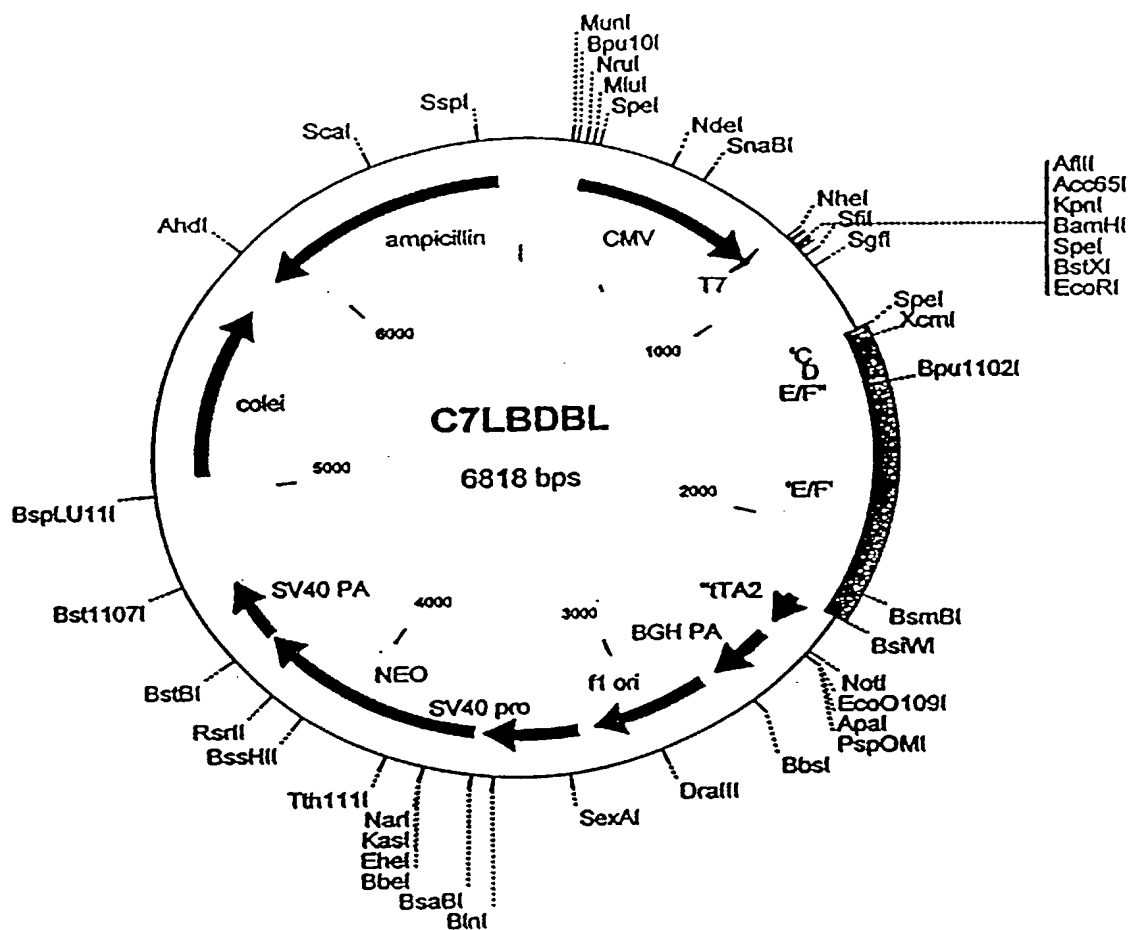 MunI
Bpu10I
NruI
MluI
SpeI
SspI
ScaI
NdeI
SnaBI
AflII
Acc65I
KpnI
BamHI
SpeI
BstXI
EcoRI
NheI
SfiI
SgfI
AhdI
ampicillin
CMV
T7
SpeI
XcmI
6000
1000
"C
D
E/F"
Bpu1102I
colei
C7LBDBL
6818 bps
5000
2000
"E/F"
BspLU11I
SV40 PA
4000
3000
"tTA2
BGH PA
Bst1107I
BsmBI
BsiWI
NEO
f1 ori
SV40 pro
BstBI
NotI
EcoO109I
ApaI
PspOMI
RsrII
BssHII
BbsI
Tth111I
DraIII
SexAI
NarI
KasI
EheI
BbeI
BsaBI
BlnI